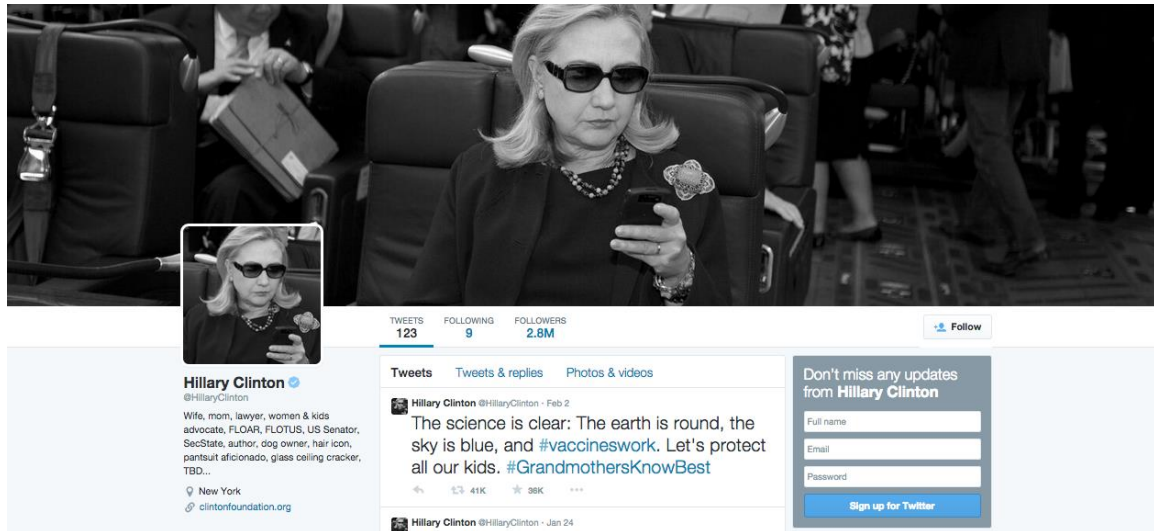 TWEETS FOLLOWING FOLLOWERS
123 9 2.8M
Follow
Hillary Clinton
@HillaryClinton
Wife, mom, lawyer, women & kids
advocate, FLOAR, FLOTUS, US Senator,
SecState, author, dog owner, hair icon,
pantsuit aficionado, glass ceiling cracker,
TBD...
New York
clintonfoundation.org
Tweets Tweets & replies Photos & videos
Hillary Clinton @HillaryClinton · Feb 2
The science is clear: The earth is round, the
sky is blue, and #vaccineswork. Let's protect
all our kids. #GrandmothersKnowBest
41K 38K
Hillary Clinton @HillaryClinton · Jan 24
Don't miss any updates
from Hillary Clinton
Full name
Email
Password
Sign up for Twitter